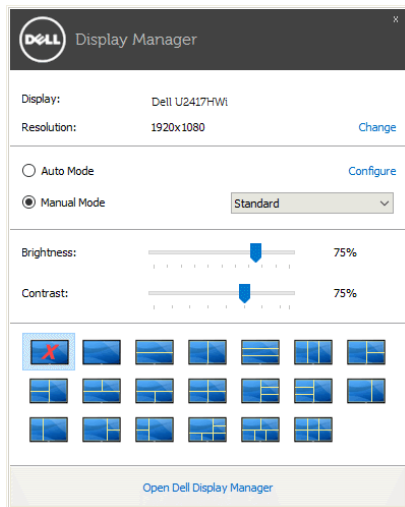 x
DELL Display Manager
Display: Dell U2417HWi
Resolution: 1920x1080 Change
Auto Mode Configure
Manual Mode Standard
Brightness: 75%
Contrast: 75%
Open Dell Display Manager